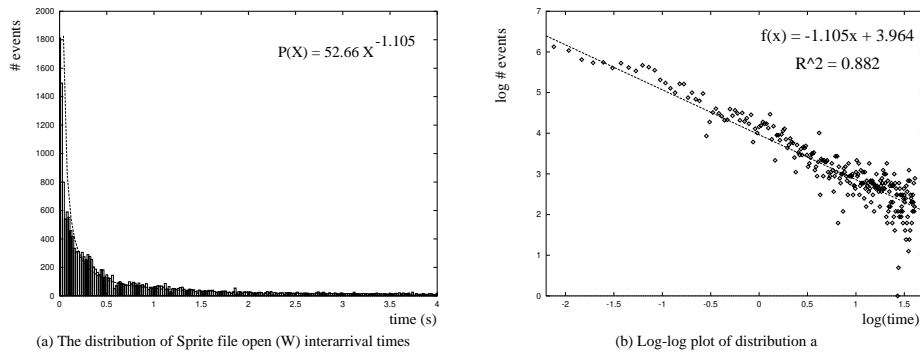 2000
1800
1600
1400
1200
1000
800
600
400
200
0
# events
P(X) = 52.66 X^-1.105
0 0.5 1 1.5 2 2.5 3 3.5 4
time (s)
(a) The distribution of Sprite file open (W) interarrival times
7
6
5
4
3
2
1
0
log # events
f(x) = -1.105x + 3.964
R^2 = 0.882
-2 -1.5 -1 -0.5 0 0.5 1 1.5
log(time)
(b) Log-log plot of distribution a